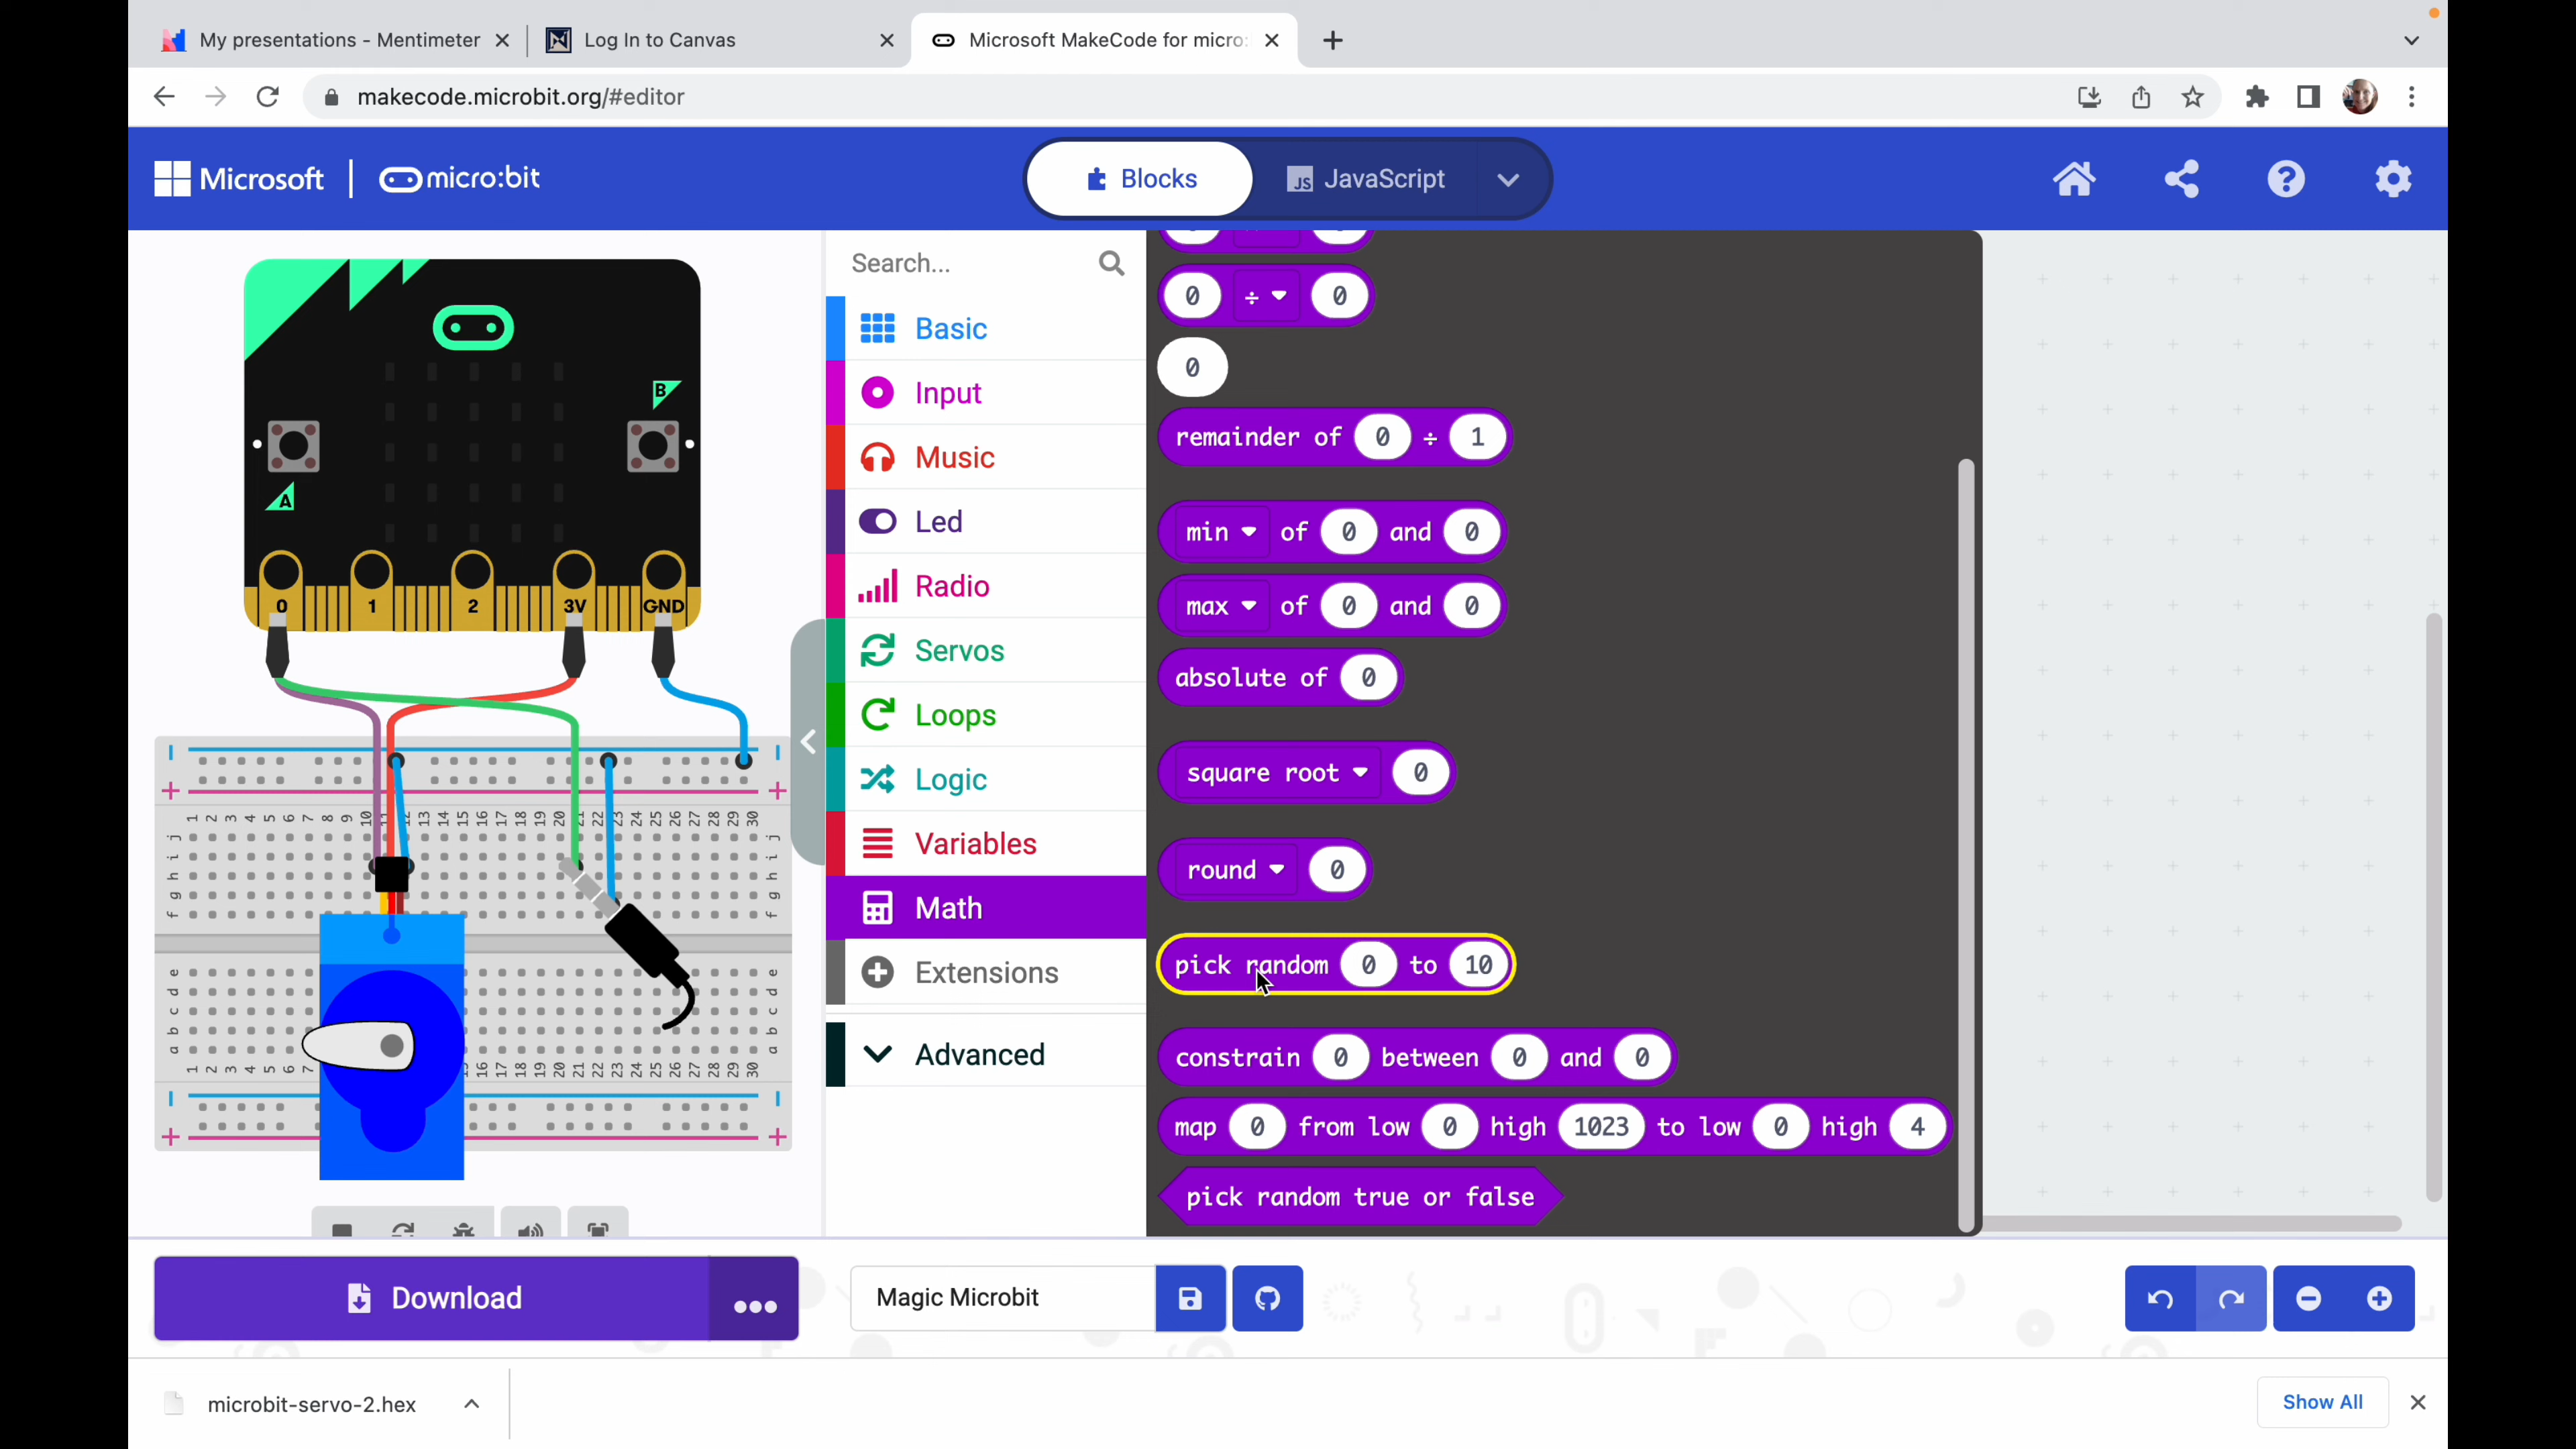 My presentations - Mentimeter
Log In to Canvas
Microsoft MakeCode for micro:
makecode.microbit.org/#editor
Microsoft | micro:bit
Blocks
JS JavaScript
B
A
0 1 2 3V GND
Search...
Basic
Input
Music
Led
Radio
Servos
Loops
Logic
Variables
Math
Extensions
Advanced
0 ÷ 0
0
remainder of 0 ÷ 1
min of 0 and 0
max of 0 and 0
absolute of 0
square root 0
round 0
pick random 0 to 10
constrain 0 between 0 and 0
map 0 from low 0 high 1023 to low 0 high 4
pick random true or false
Download
Magic Microbit
microbit-servo-2.hex
Show All